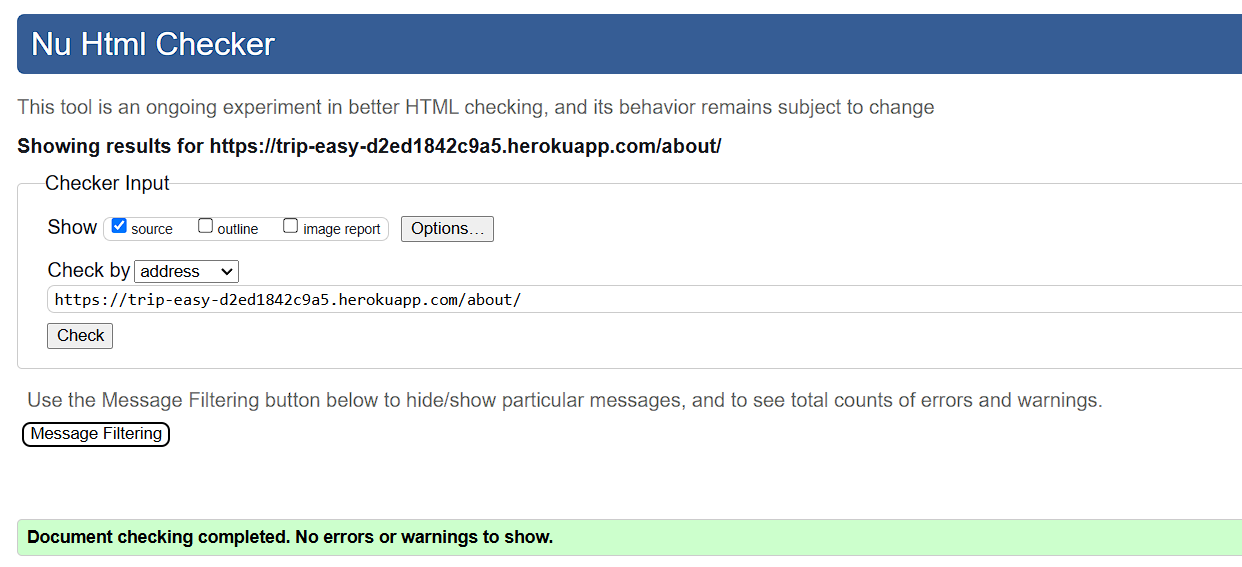 Nu Html Checker
This tool is an ongoing experiment in better HTML checking, and its behavior remains subject to change
Showing results for https://trip-easy-d2ed1842c9a5.herokuapp.com/about/
Checker Input
Show source outline image report Options...
Check by address
https://trip-easy-d2ed1842c9a5.herokuapp.com/about/
Check
Use the Message Filtering button below to hide/show particular messages, and to see total counts of errors and warnings.
Message Filtering
Document checking completed. No errors or warnings to show.